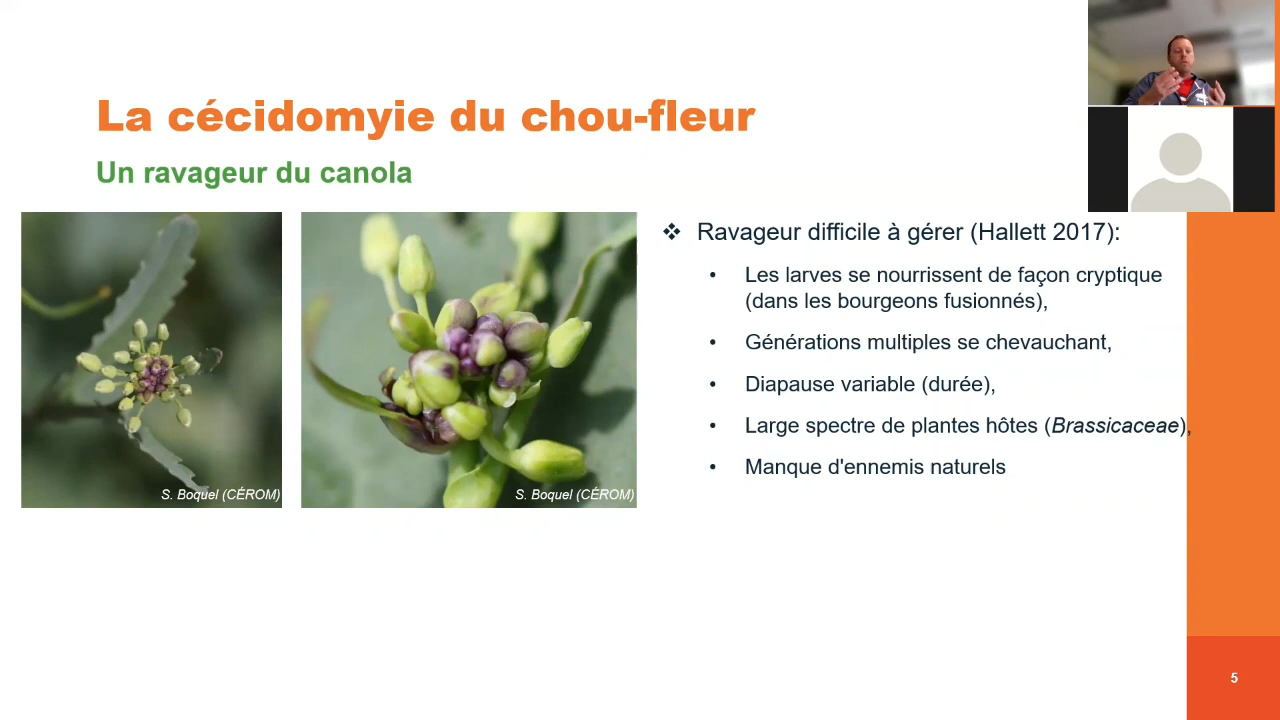 La cécidomyie du chou-fleur
Un ravageur du canola
S. Boquel (CÉROM)
S. Boquel (CÉROM)
❖ Ravageur difficile à gérer (Hallett 2017):
• Les larves se nourrissent de façon cryptique
(dans les bourgeons fusionnés),
• Générations multiples se chevauchant,
• Diapause variable (durée),
• Large spectre de plantes hôtes (Brassicaceae),
• Manque d'ennemis naturels
5